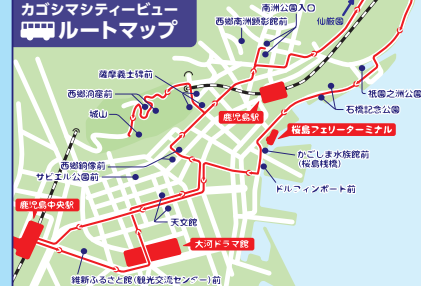 カゴシマシティービュー
ルートマップ
南洲公園入口
西郷南洲顕彰館前
仙巌園
薩摩義士碑前
西郷洞窟前
城山
祇園之洲公園
石橋記念公園
鹿児島駅
桜島フェリーターミナル
かごしま水族館前
(桜島桟橋)
西郷銅像前
サビエル公園前
ドルフィンポート前
鹿児島中央駅
天文館
大河ドラマ館
維新ふるさと館(観光交流センター)前